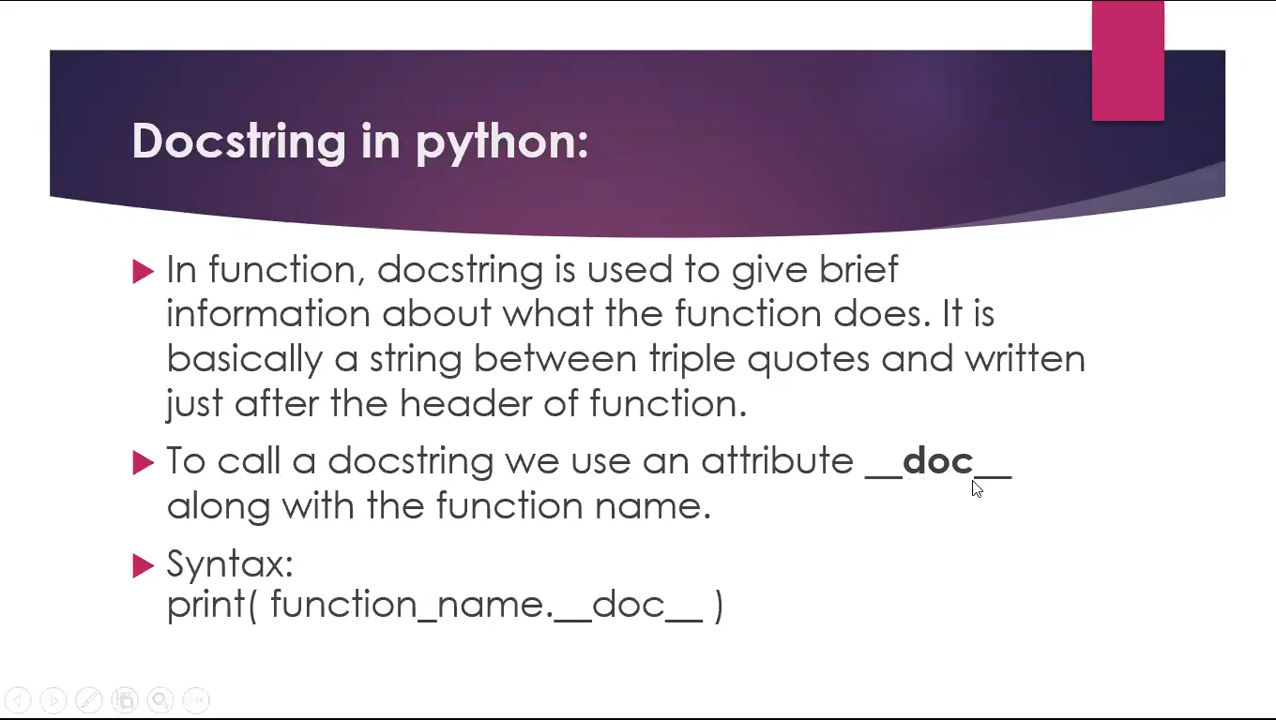 Docstring in python:
In function, docstring is used to give brief
information about what the function does. It is
basically a string between triple quotes and written
just after the header of function.
To call a docstring we use an attribute __doc__
along with the function name.
Syntax:
print( function_name.__doc__ )